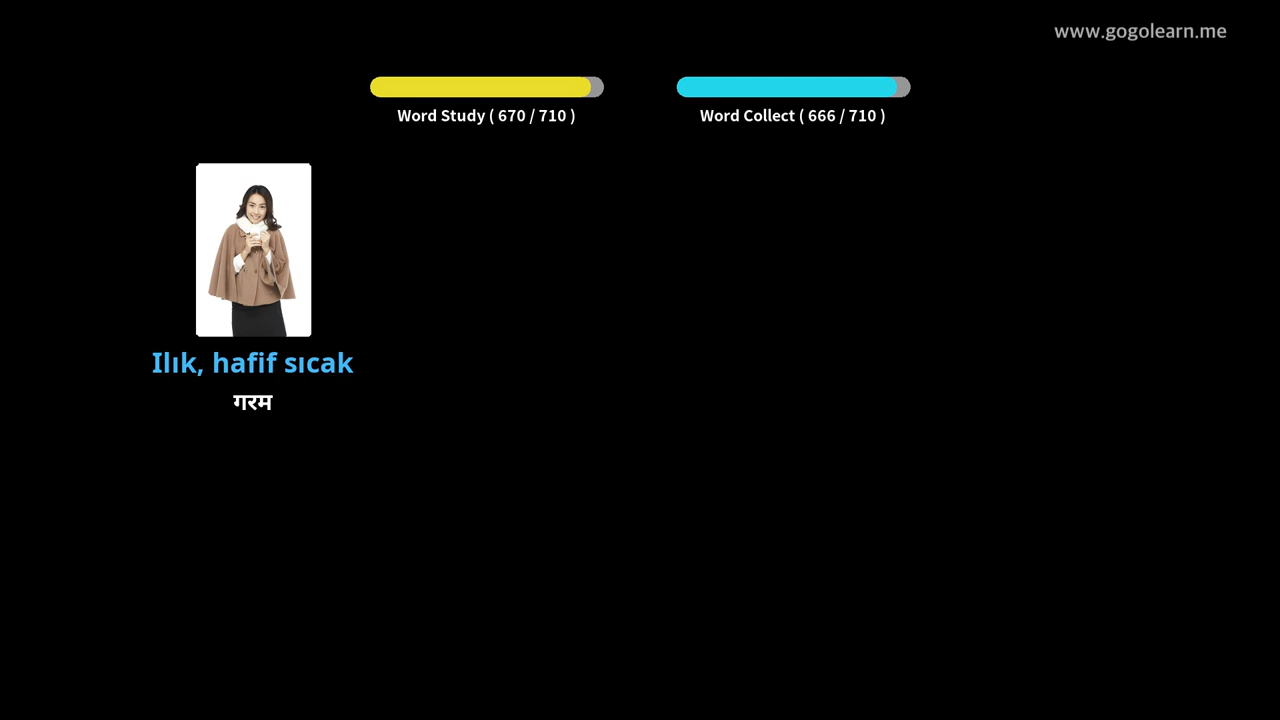 www.gogolearn.me
Word Study ( 670 / 710 )
Word Collect ( 666 / 710 )
Ilık, hafif sıcak
गरम